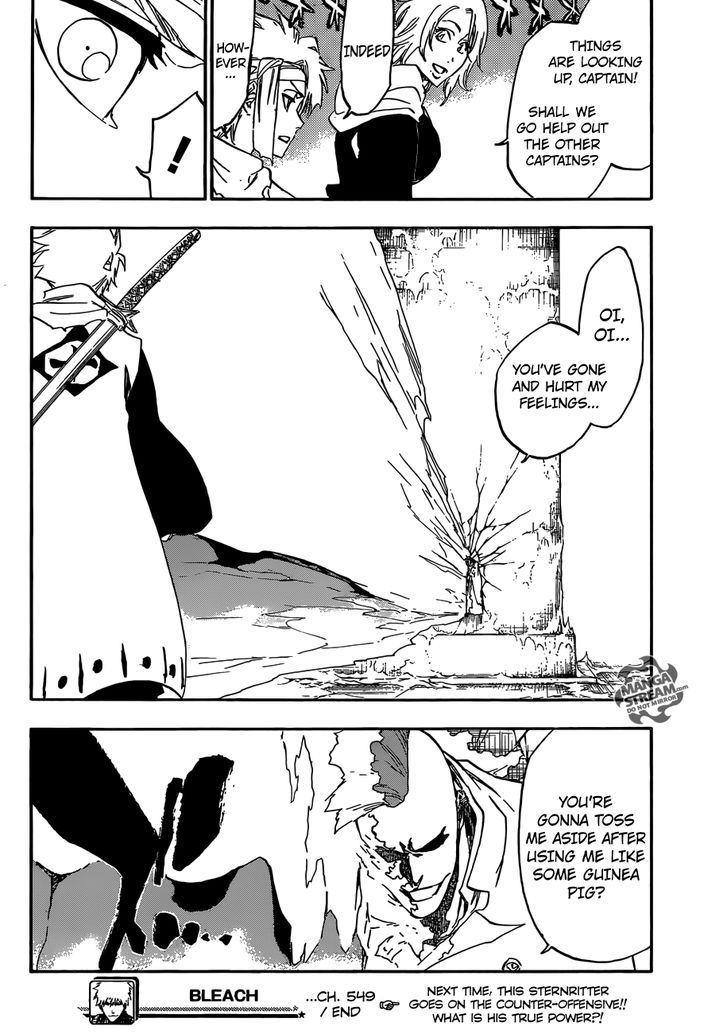 THINGS
ARE LOOKING
UP, CAPTAIN!
SHALL WE
GO HELP OUT
THE OTHER
CAPTAINS?
INDEED
HOW-
EVER
...
!
OI,
OI...
YOU'VE GONE
AND HURT MY
FEELINGS...
MANGA
STREAM.com
DO NOT MIRROR
YOU'RE
GONNA TOSS
ME ASIDE AFTER
USING ME LIKE
SOME GUINEA
PIG?
BLEACH
...CH. 549
/ END
NEXT TIME, THIS STERNRITTER
GOES ON THE COUNTER-OFFENSIVE!!
WHAT IS HIS TRUE POWER?!